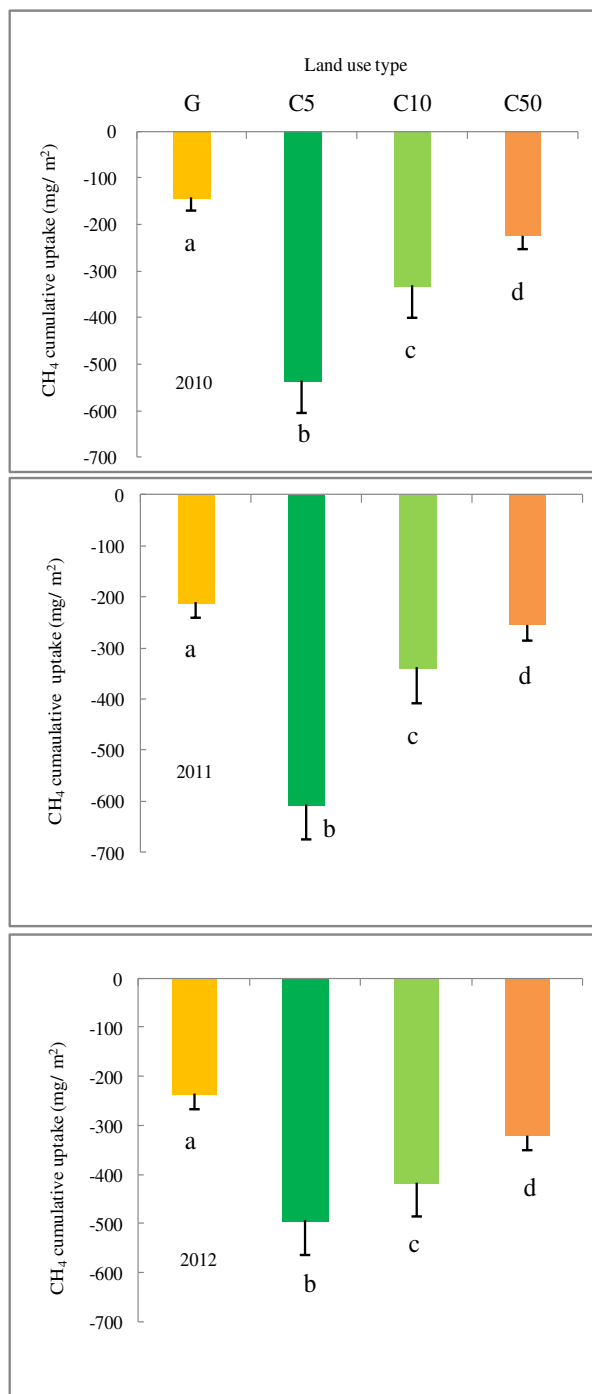 Land use type
G C5 C10 C50
0
-100
-200
-300
-400
-500
-600
-700
CH₄ cumulative uptake (mg/ m²)
a
d
c
b
2010
0
-100
-200
-300
-400
-500
-600
-700
CH₄ cumaulative uptake (mg/ m²)
a
d
c
2011
b
0
-100
-200
-300
-400
-500
-600
-700
CH₄ cumulative uptake (mg/ m²)
a
d
c
b
2012